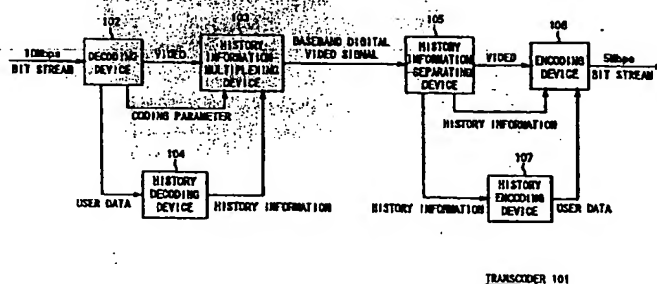 102
103
105
106
10Mbps
BIT STREAM
DECODING
DEVICE
VIDEO
HISTORY
INFORMATION-
MULTIPLEXING
DEVICE
BASEBAND DIGITAL
VIDEO SIGNAL
HISTORY
INFORMATION
-SEPARATING
DEVICE
VIDEO
ENCODING
DEVICE
5Mbps
BIT STREAM
CODING PARAMETER
HISTORY INFORMATION
104
107
USER DATA
HISTORY
DECODING
DEVICE
HISTORY INFORMATION
HISTORY INFORMATION
HISTORY
ENCODING
DEVICE
USER DATA
TRANSCODER 101